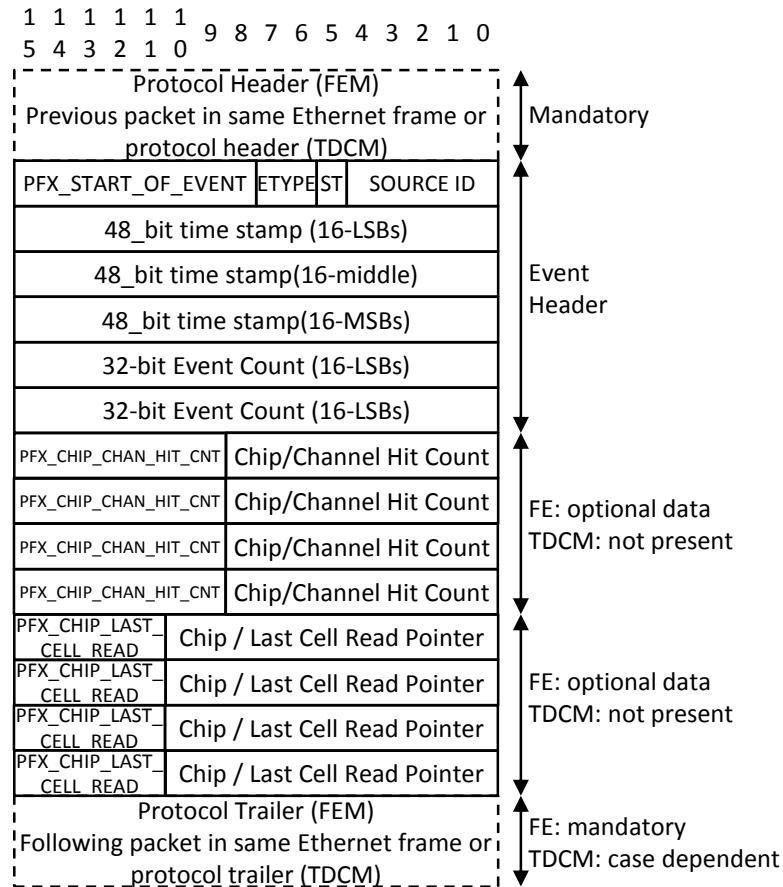 1 1 1 1 1 1
5 4 3 2 1 0 9 8 7 6 5 4 3 2 1 0
Protocol Header (FEM)
Previous packet in same Ethernet frame or
protocol header (TDCM)
Mandatory
PFX_START_OF_EVENT ETYPE ST SOURCE ID
48_bit time stamp (16-LSBs)
48_bit time stamp(16-middle)
48_bit time stamp(16-MSBs)
32-bit Event Count (16-LSBs)
32-bit Event Count (16-LSBs)
Event
Header
PFX_CHIP_CHAN_HIT_CNT Chip/Channel Hit Count
PFX_CHIP_CHAN_HIT_CNT Chip/Channel Hit Count
PFX_CHIP_CHAN_HIT_CNT Chip/Channel Hit Count
PFX_CHIP_CHAN_HIT_CNT Chip/Channel Hit Count
FE: optional data
TDCM: not present
PFX_CHIP_LAST_
CELL_READ Chip / Last Cell Read Pointer
PFX_CHIP_LAST_
CELL_READ Chip / Last Cell Read Pointer
PFX_CHIP_LAST_
CELL_READ Chip / Last Cell Read Pointer
PFX_CHIP_LAST_
CELL_READ Chip / Last Cell Read Pointer
FE: optional data
TDCM: not present
Protocol Trailer (FEM)
Following packet in same Ethernet frame or
protocol trailer (TDCM)
FE: mandatory
TDCM: case dependent